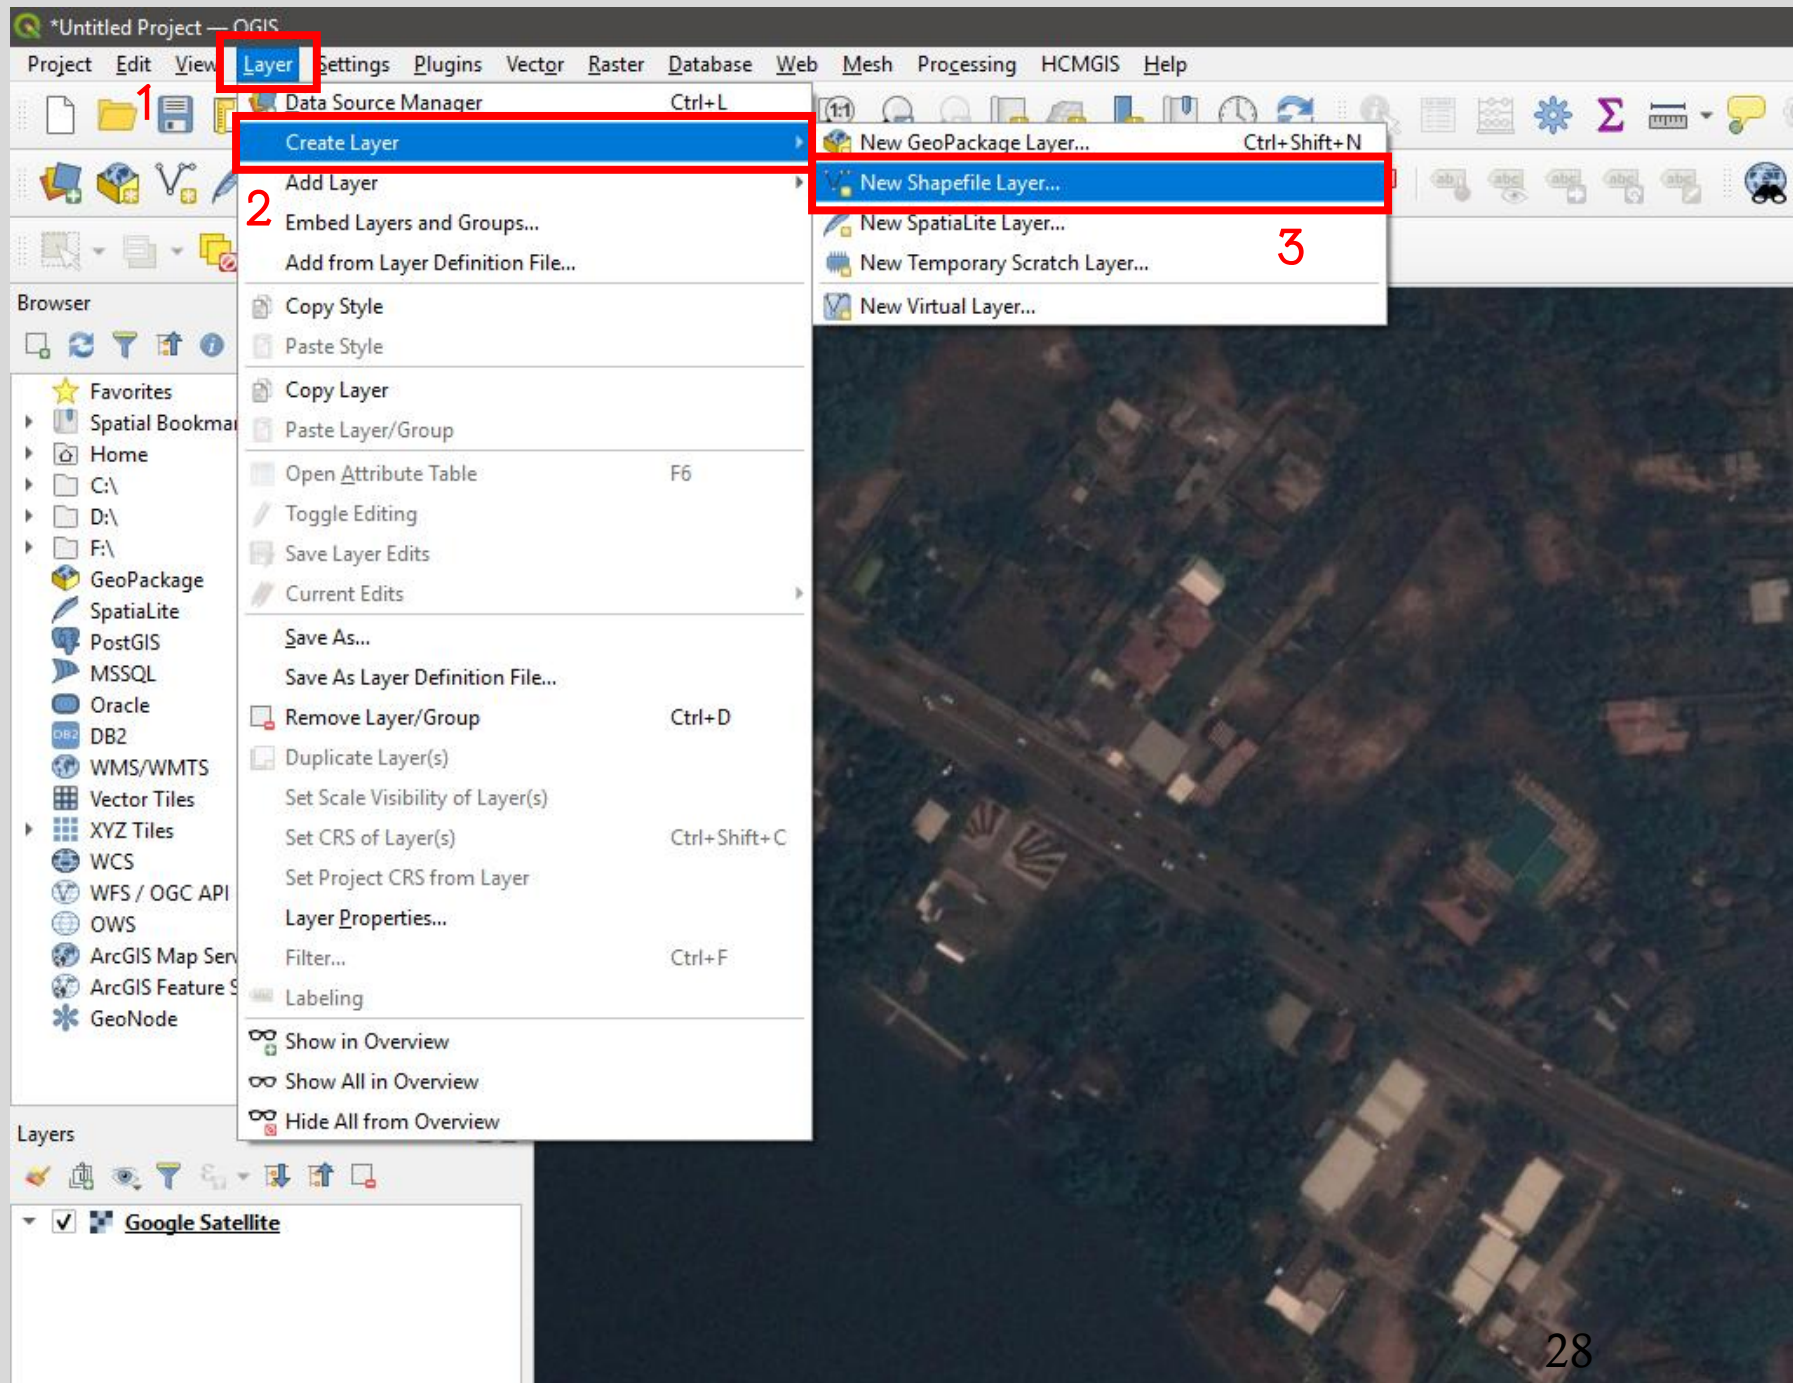 *Untitled Project — QGIS
Project Edit View Layer Settings Plugins Vector Raster Database Web Mesh Processing HCMGIS Help
1
Data Source Manager Ctrl+L
Create Layer
New GeoPackage Layer... Ctrl+Shift+N
Add Layer
New Shapefile Layer...
2
Embed Layers and Groups...
New SpatiaLite Layer...
3
Add from Layer Definition File...
New Temporary Scratch Layer...
Browser
Copy Style
New Virtual Layer...
Paste Style
Favorites
Copy Layer
Spatial Bookmar
Paste Layer/Group
Home
Open Attribute Table F6
C:\
Toggle Editing
D:\
Save Layer Edits
F:\
GeoPackage
Current Edits
SpatiaLite
Save As...
PostGIS
Save As Layer Definition File...
MSSQL
Oracle
Remove Layer/Group Ctrl+D
DB2
Duplicate Layer(s)
WMS/WMTS
Set Scale Visibility of Layer(s)
Vector Tiles
Set CRS of Layer(s) Ctrl+Shift+C
XYZ Tiles
WCS
Set Project CRS from Layer
WFS / OGC API
Layer Properties...
OWS
Filter... Ctrl+F
ArcGIS Map Serv
ArcGIS Feature S
Labeling
GeoNode
Show in Overview
Show All in Overview
Hide All from Overview
Layers
Google Satellite
28